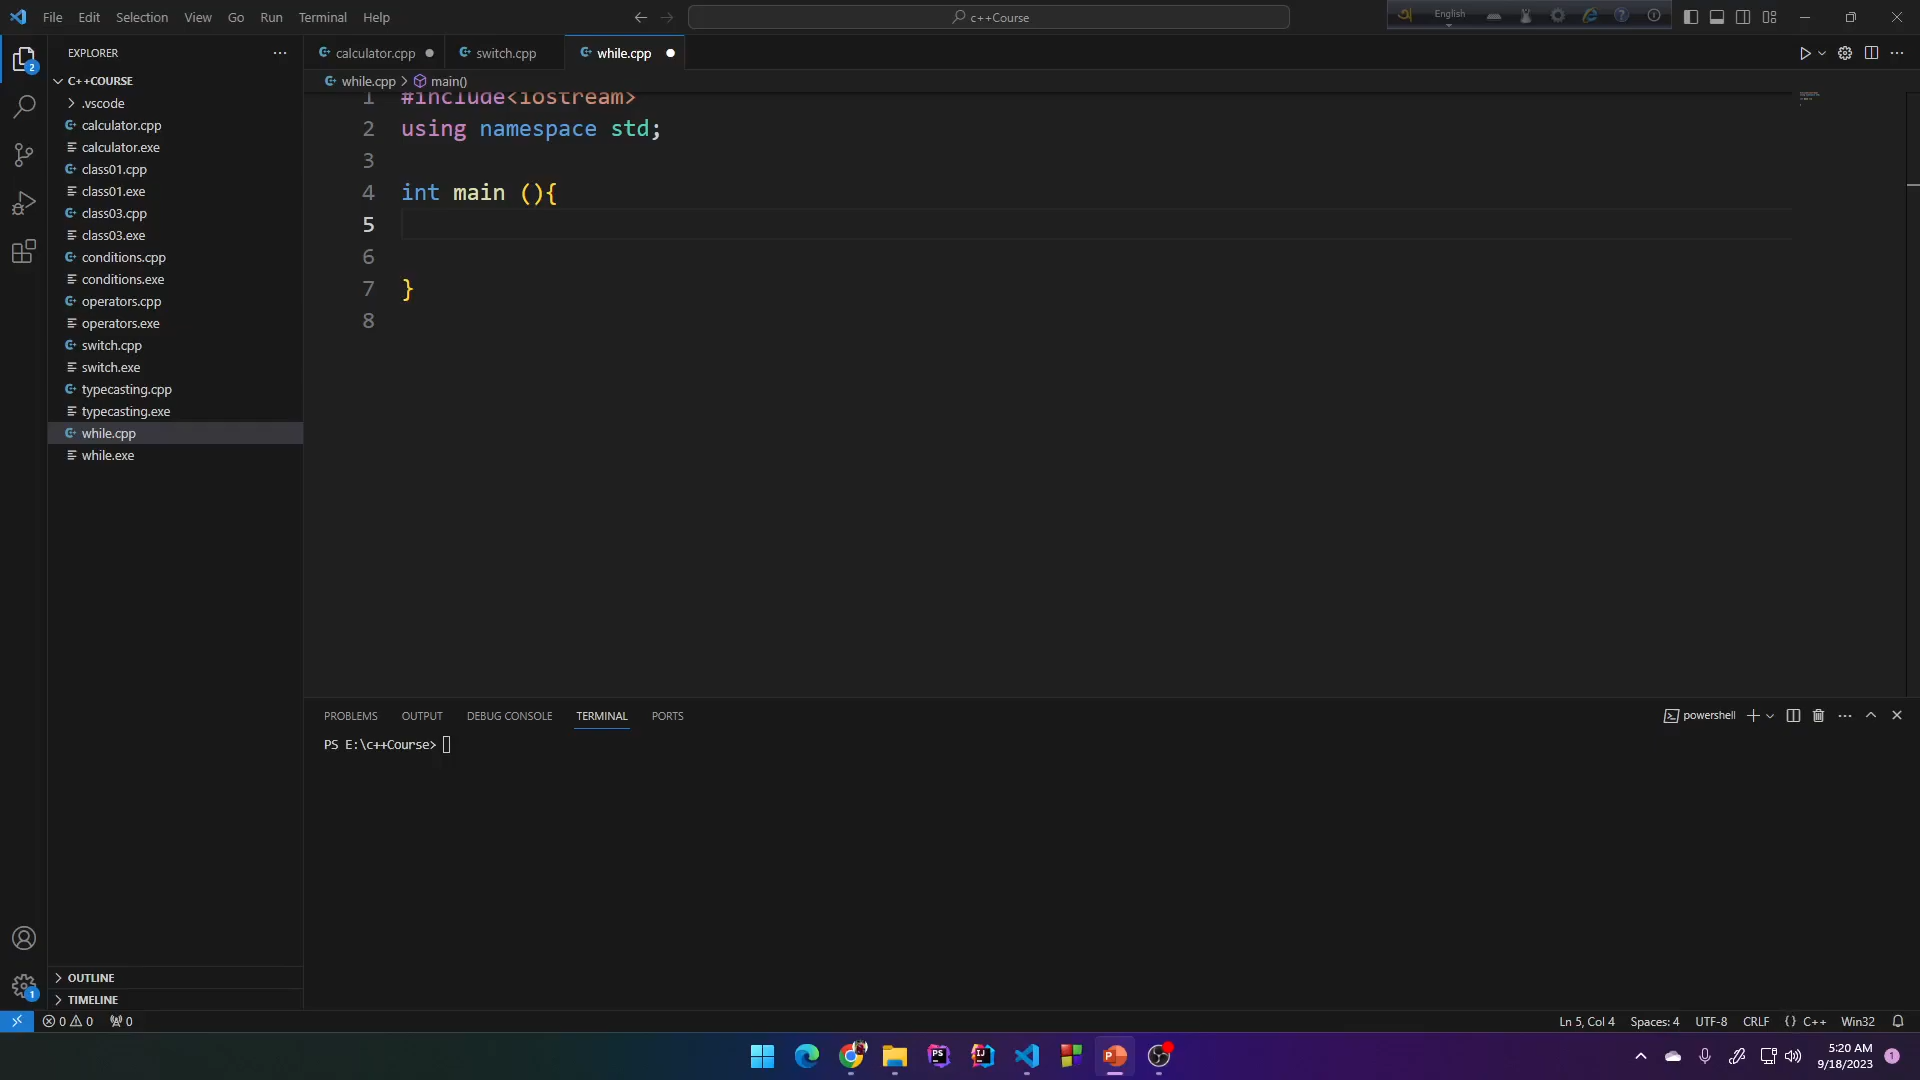 File Edit Selection View Go Run Terminal Help
c++Course
English
EXPLORER
calculator.cpp
switch.cpp
while.cpp
while.cpp > main()
C++COURSE
.vscode
calculator.cpp
calculator.exe
class01.cpp
class01.exe
class03.cpp
class03.exe
conditions.cpp
conditions.exe
operators.cpp
operators.exe
switch.cpp
switch.exe
typecasting.cpp
typecasting.exe
while.cpp
while.exe
OUTLINE
TIMELINE
1 #include<iostream>
2 using namespace std;
3
4 int main (){
5
6
7 }
8
PROBLEMS OUTPUT DEBUG CONSOLE TERMINAL PORTS
powershell
PS E:\c++Course>
2
1
0 0 0
Ln 5, Col 4 Spaces: 4 UTF-8 CRLF {} C++ Win32
5:20 AM
9/18/2023
1